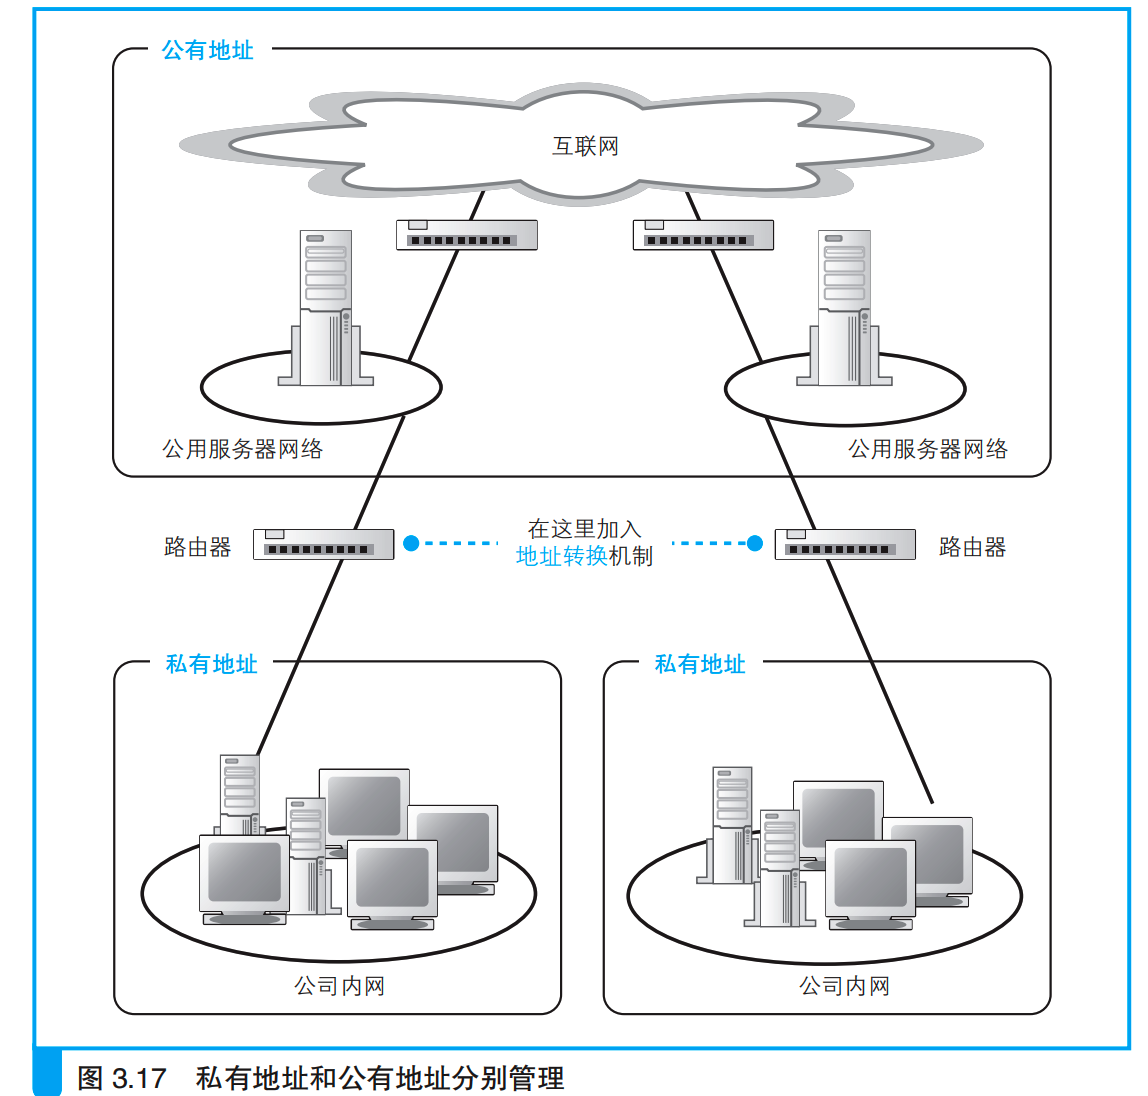 公有地址
互联网
公用服务器网络
公用服务器网络
路由器
在这里加入
地址转换机制
路由器
私有地址
私有地址
公司内网
公司内网
图 3.17 私有地址和公有地址分别管理